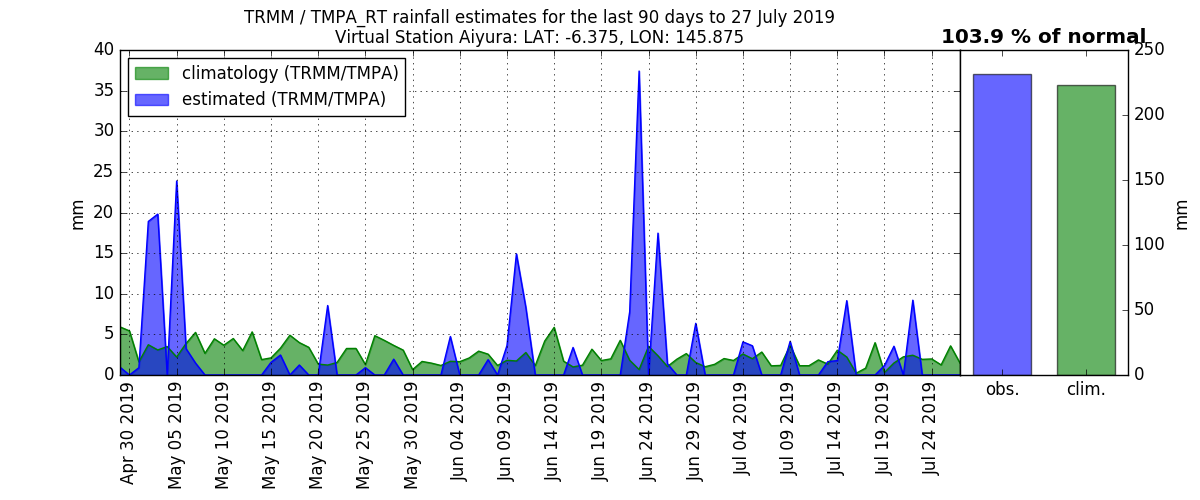 TRMM / TMPA_RT rainfall estimates for the last 90 days to 27 July 2019
Virtual Station Aiyura: LAT: -6.375, LON: 145.875
103.9 % of normal
climatology (TRMM/TMPA)
estimated (TRMM/TMPA)
mm
40
35
30
25
20
15
10
5
0
Apr 30 2019
May 05 2019
May 10 2019
May 15 2019
May 20 2019
May 25 2019
May 30 2019
Jun 04 2019
Jun 09 2019
Jun 14 2019
Jun 19 2019
Jun 24 2019
Jun 29 2019
Jul 04 2019
Jul 09 2019
Jul 14 2019
Jul 19 2019
Jul 24 2019
obs.
clim.
250
200
150
100
50
0
mm